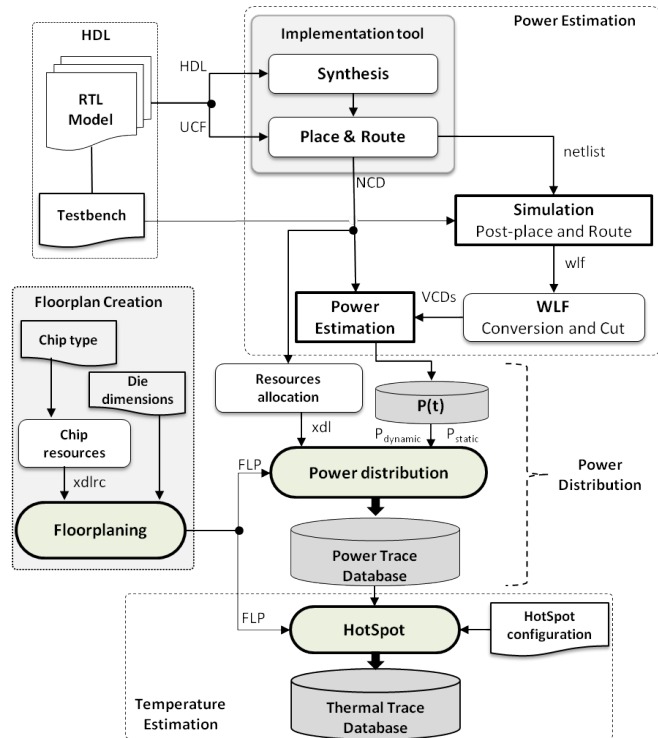 HDL
Implementation tool
Power Estimation
HDL
Synthesis
RTL
Model
UCF
Place & Route
netlist
NCD
Testbench
Simulation
Post-place and Route
wlf
Floorplan Creation
Power
Estimation
VCDs
WLF
Conversion and Cut
Chip type
Die
dimensions
Resources
allocation
P(t)
xdl
Pdynamic
Pstatic
Chip
resources
xdlrc
FLP
Power distribution
Power
Distribution
Floorplaning
Power Trace
Database
FLP
HotSpot
HotSpot
configuration
Temperature
Estimation
Thermal Trace
Database